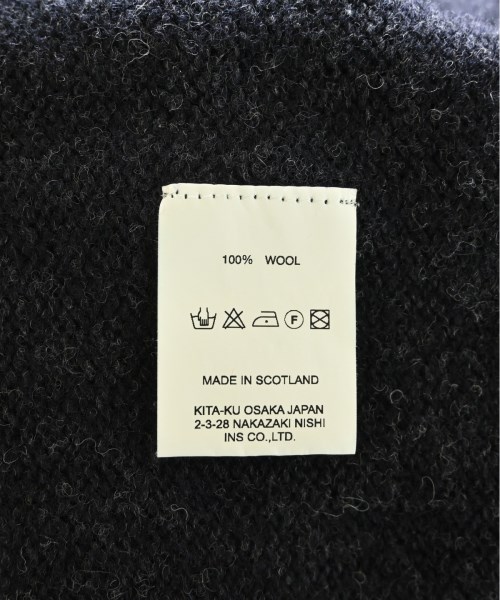 100% WOOL
F
MADE IN SCOTLAND
KITA-KU OSAKA JAPAN
2-3-28 NAKAZAKI NISHI
INS CO.,LTD.